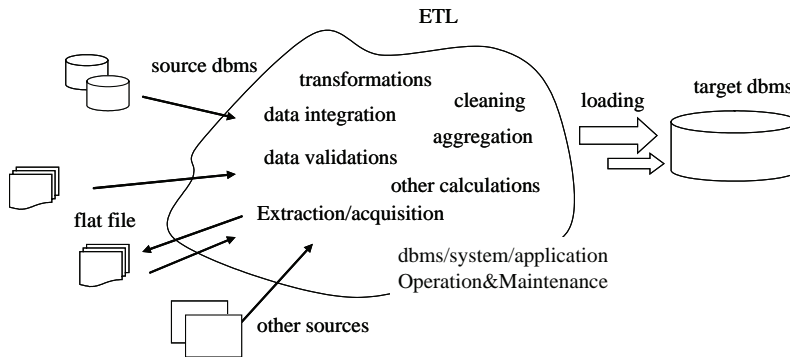 ETL
source dbms
transformations
target dbms
cleaning
loading
data integration
aggregation
data validations
other calculations
flat file
Extraction/acquisition
dbms/system/application
Operation&Maintenance
other sources